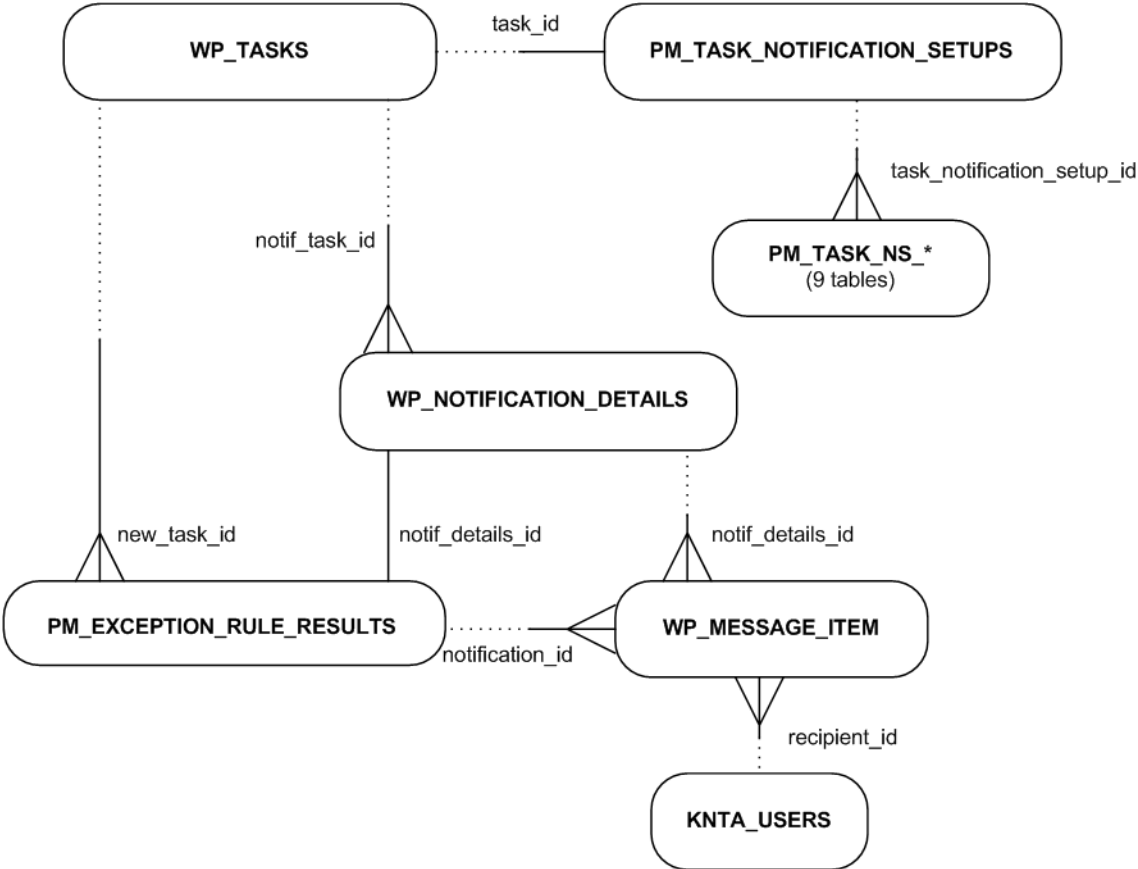 task_id
WP_TASKS
PM_TASK_NOTIFICATION_SETUPS
task_notification_setup_id
notif_task_id
PM_TASK_NS_*
(9 tables)
WP_NOTIFICATION_DETAILS
new_task_id
notif_details_id
notif_details_id
PM_EXCEPTION_RULE_RESULTS
WP_MESSAGE_ITEM
notification_id
recipient_id
KNTA_USERS